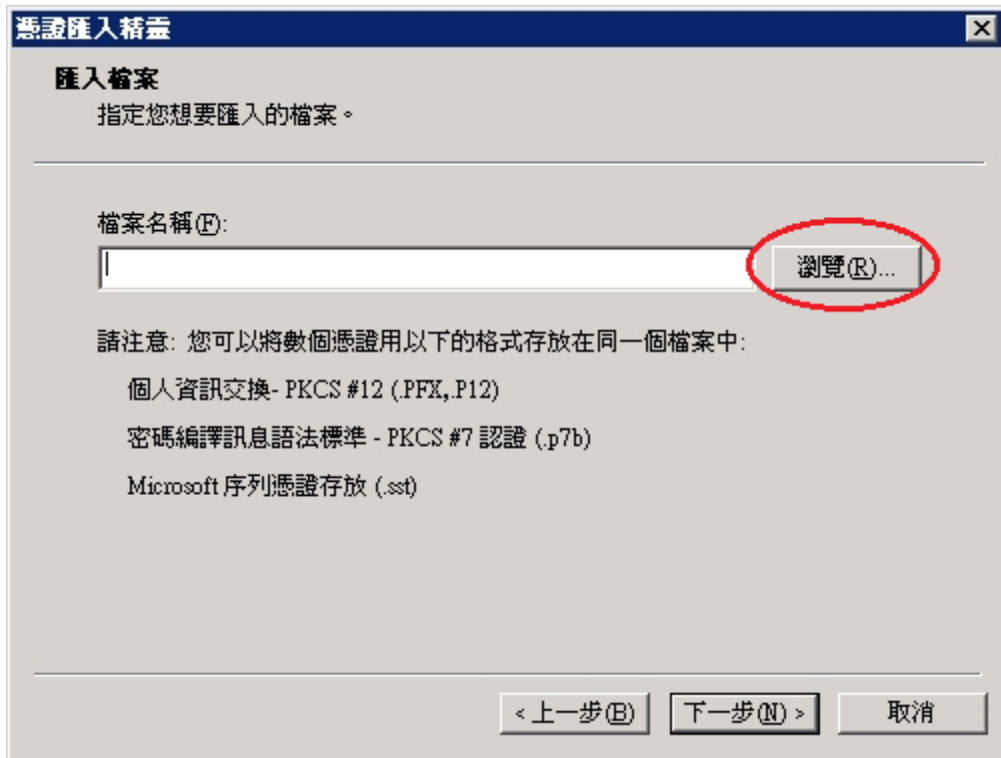 憑證匯入精靈
匯入檔案
指定您想要匯入的檔案。
檔案名稱(F):
瀏覽(R)...
請注意: 您可以將數個憑證用以下的格式存放在同一個檔案中:
個人資訊交換- PKCS #12 (.PFX,.P12)
密碼編譯訊息語法標準 - PKCS #7 認證 (.p7b)
Microsoft 序列憑證存放 (.sst)
< 上一步(B)
下一步(N) >
取消